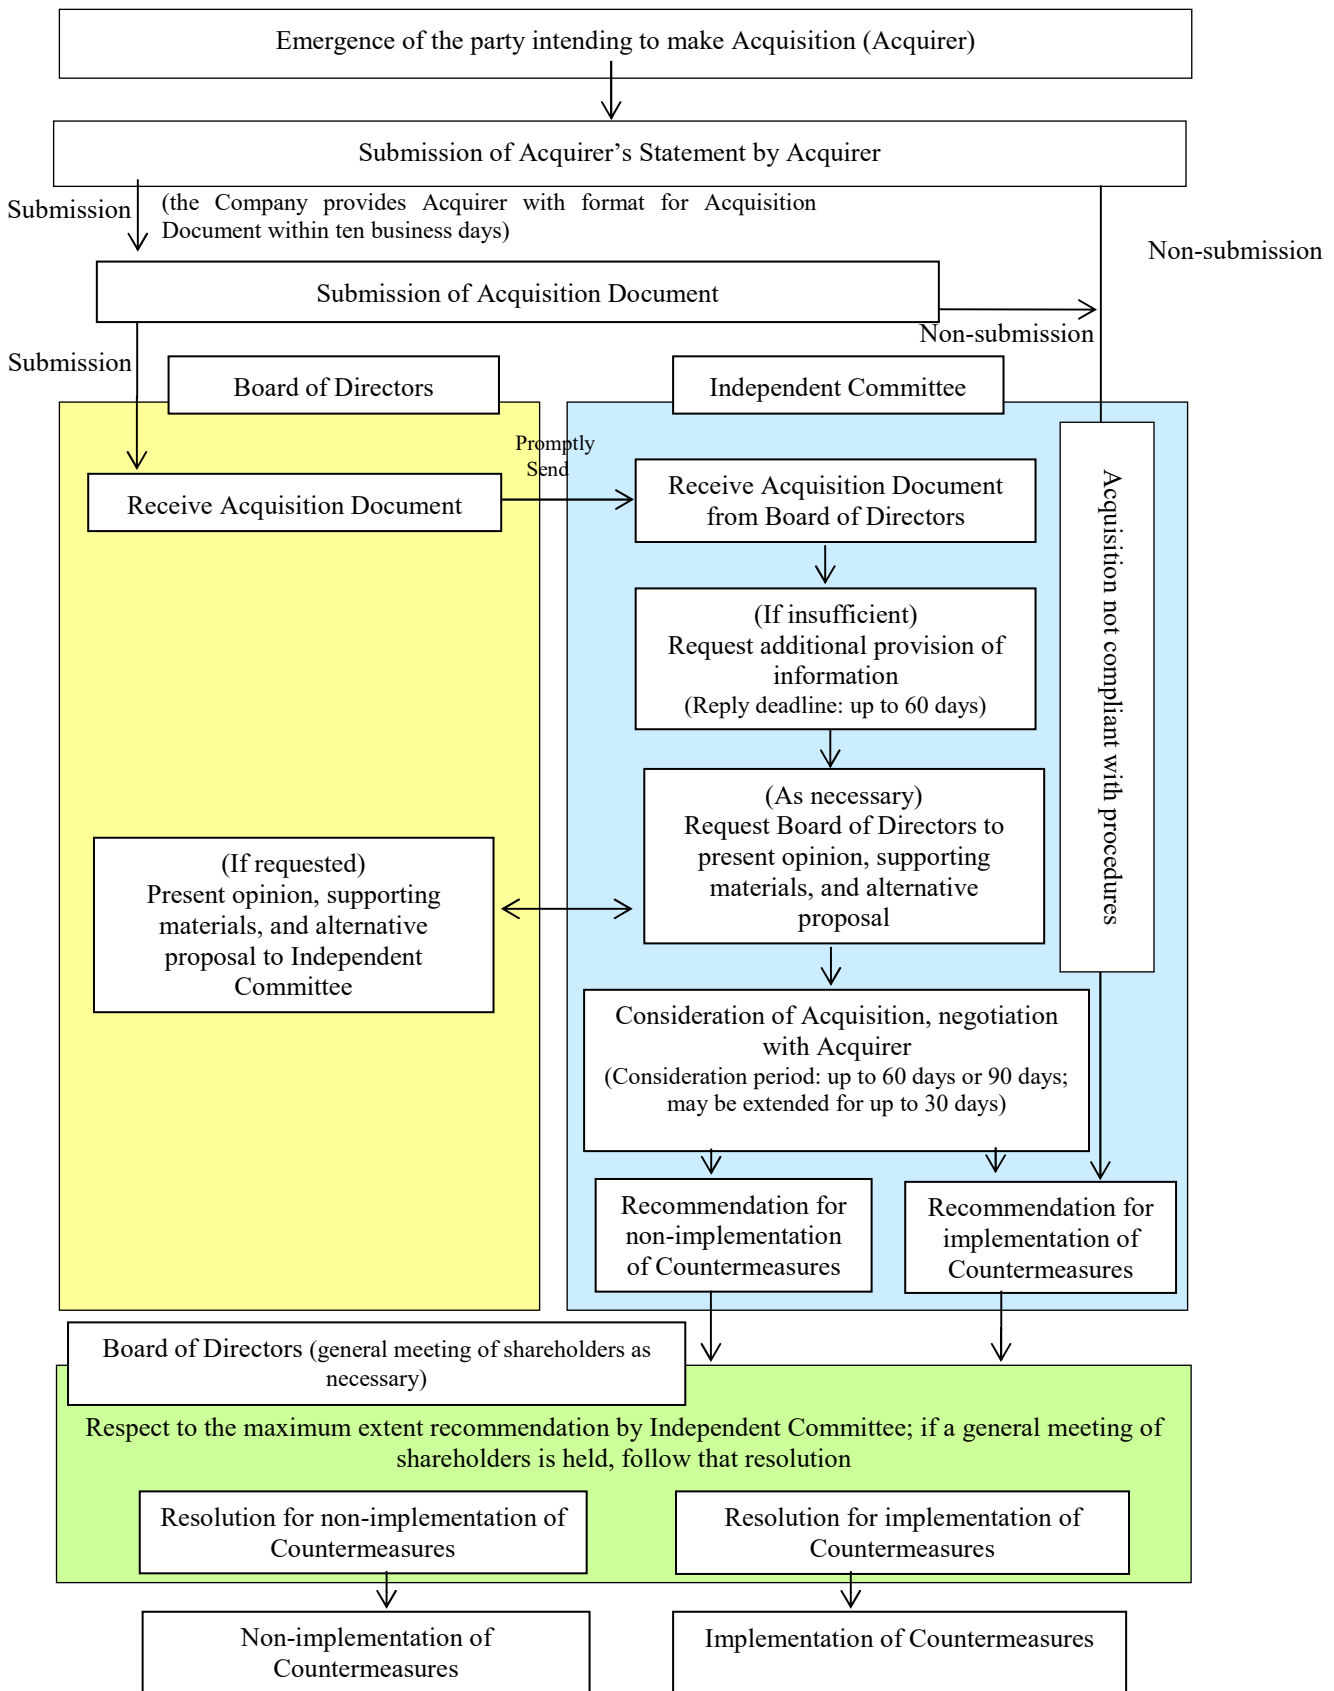 Emergence of the party intending to make Acquisition (Acquirer)
Submission of Acquirer’s Statement by Acquirer
Submission
(the Company provides Acquirer with format for Acquisition
Document within ten business days)
Non-submission
Submission of Acquisition Document
Non-submission
Submission
Board of Directors
Independent Committee
Promptly
Send
Receive Acquisition Document
Receive Acquisition Document
from Board of Directors
Acquisition not compliant with procedures
(If insufficient)
Request additional provision of
information
(Reply deadline: up to 60 days)
(As necessary)
Request Board of Directors to
present opinion, supporting
materials, and alternative
proposal
(If requested)
Present opinion, supporting
materials, and alternative
proposal to Independent
Committee
Consideration of Acquisition, negotiation
with Acquirer
(Consideration period: up to 60 days or 90 days;
may be extended for up to 30 days)
Recommendation for
non-implementation
of Countermeasures
Recommendation for
implementation of
Countermeasures
Board of Directors (general meeting of shareholders as
necessary)
Respect to the maximum extent recommendation by Independent Committee; if a general meeting of
shareholders is held, follow that resolution
Resolution for non-implementation of
Countermeasures
Resolution for implementation of
Countermeasures
Non-implementation of
Countermeasures
Implementation of Countermeasures